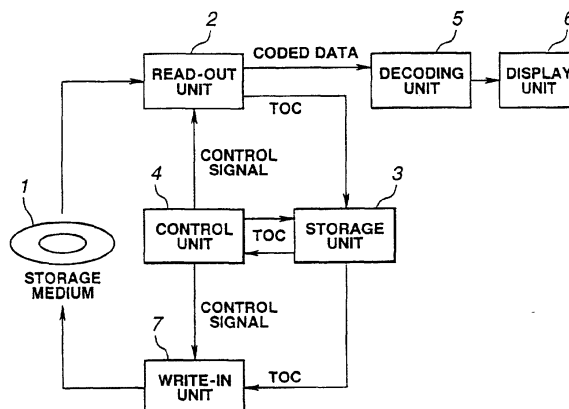 2
5
6
CODED DATA
READ-OUT
UNIT
DECODING
UNIT
DISPLAY
UNIT
TOC
CONTROL
SIGNAL
1
4
3
CONTROL
UNIT
TOC
STORAGE
UNIT
STORAGE
MEDIUM
CONTROL
SIGNAL
7
WRITE-IN
UNIT
TOC